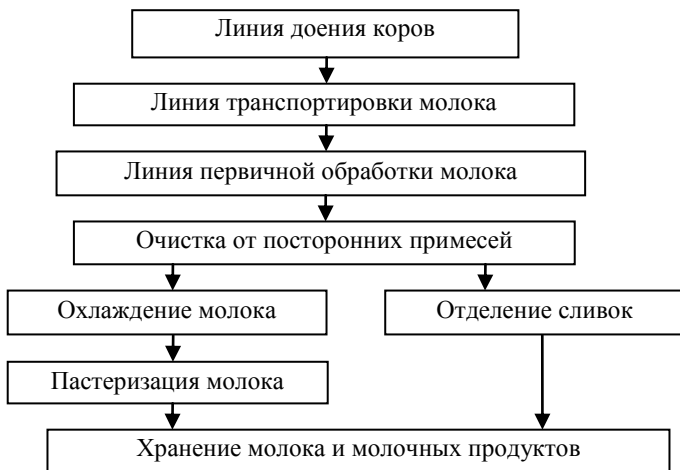 Линия доения коров
Линия транспортировки молока
Линия первичной обработки молока
Очистка от посторонних примесей
Охлаждение молока
Отделение сливок
Пастеризация молока
Хранение молока и молочных продуктов